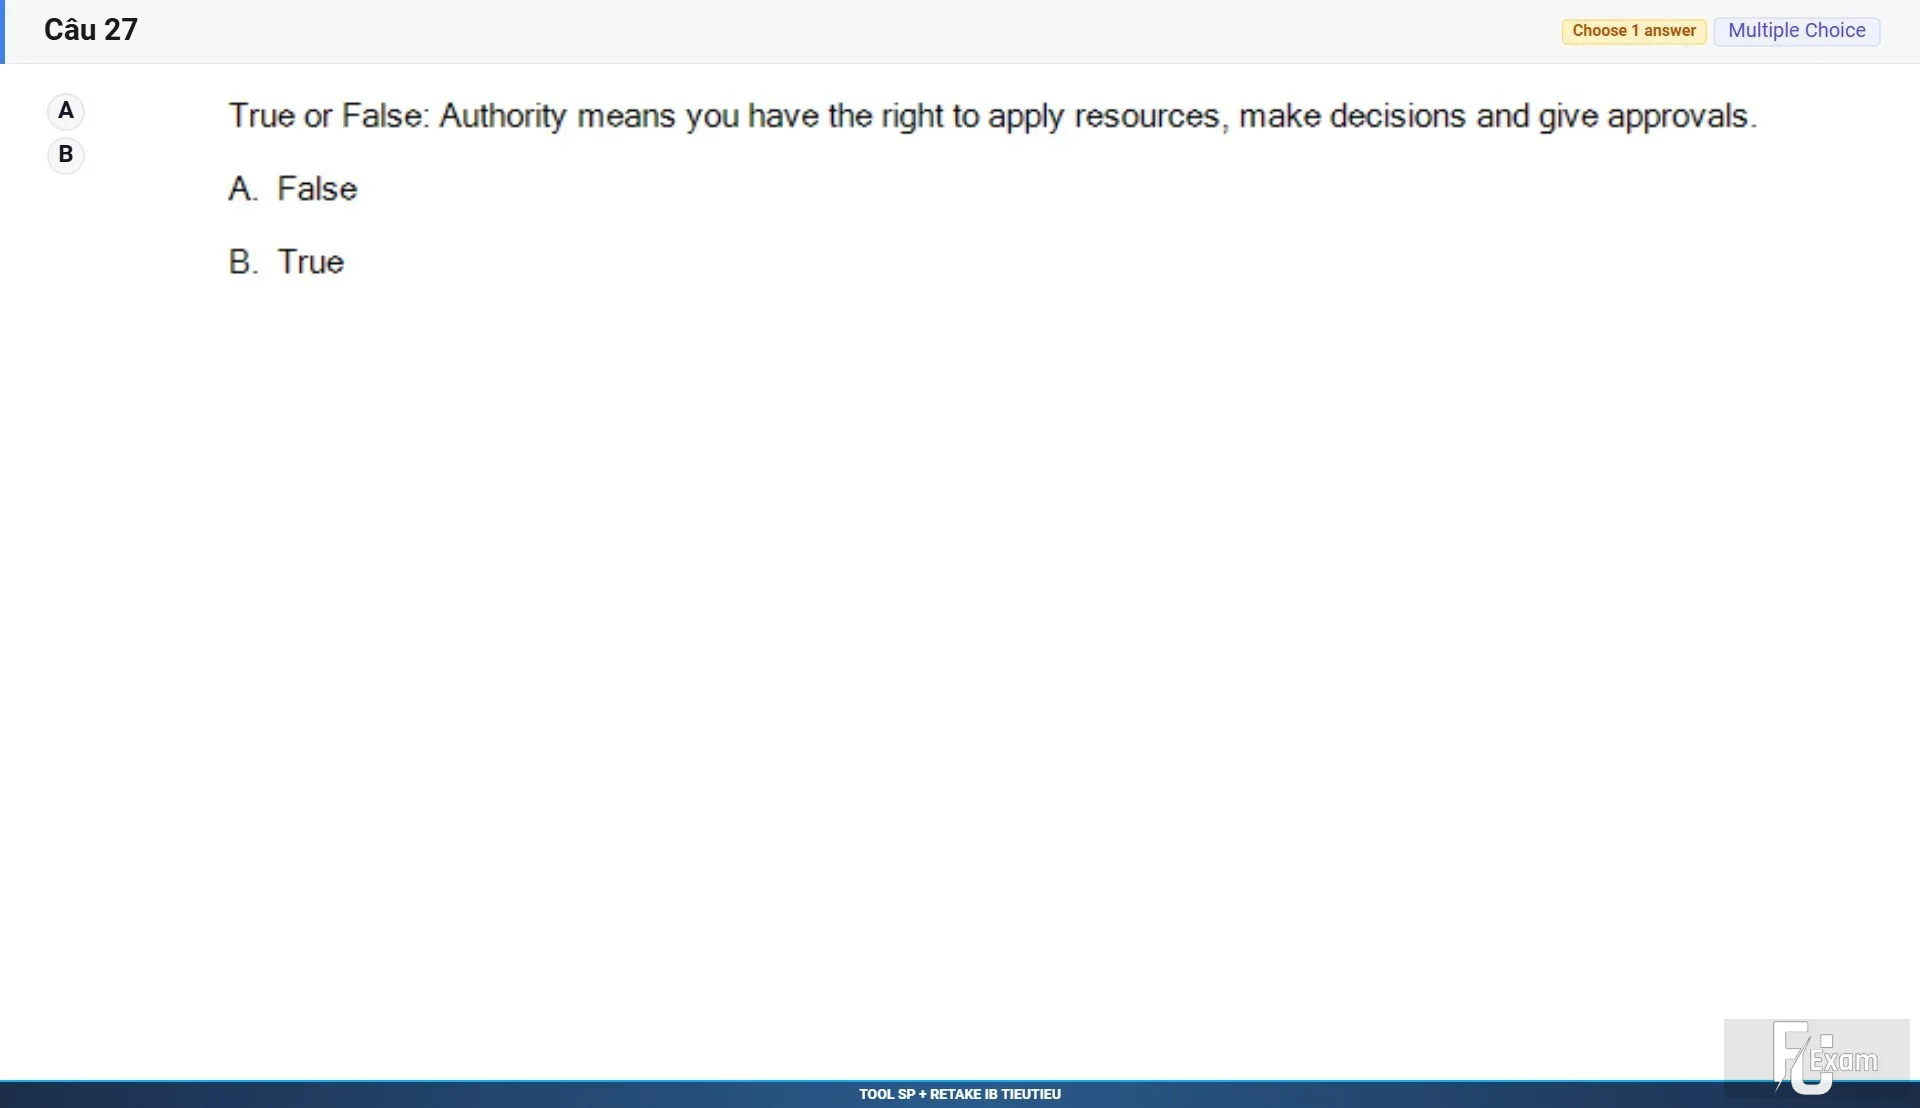 Câu 27
Choose 1 answer
Multiple Choice
A
B
True or False: Authority means you have the right to apply resources, make decisions and give approvals.
A. False
B. True
FU Exam
TOOL SP + RETAKE IB TIEUTIEU